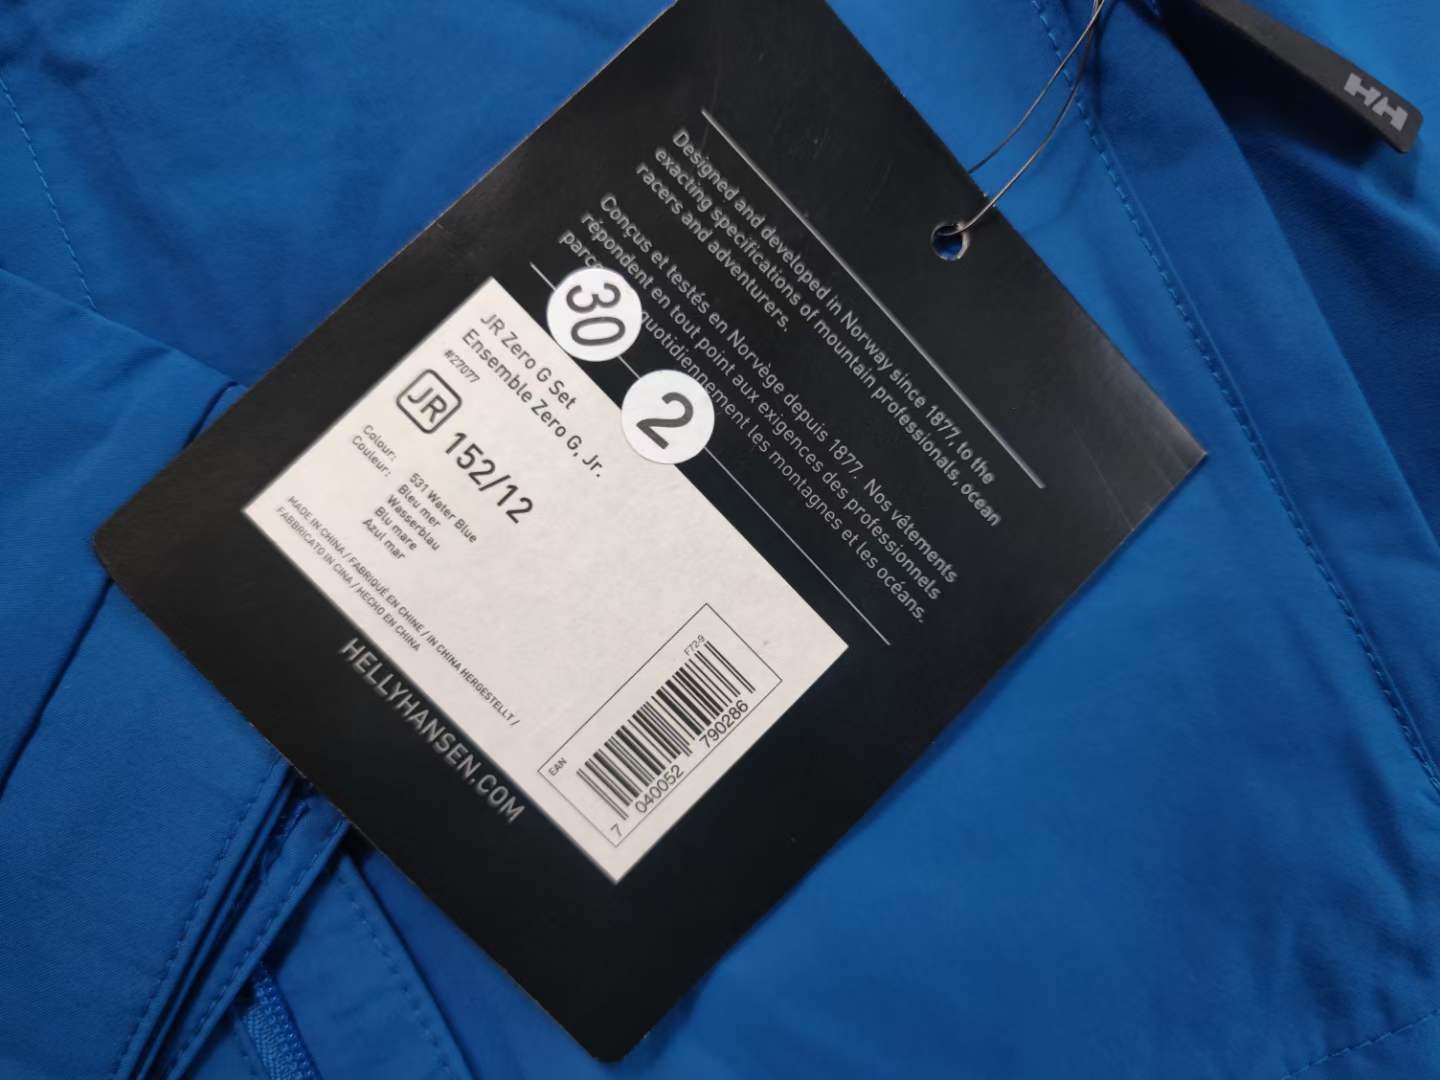 HH
Designed and developed in Norway since 1877, to the
exacting specifications of mountain professionals, ocean
racers and adventurers.
Conçus et testés en Norvège depuis 1877. Nos vêtements
répondent en tout point aux exigences des professionnels
quotidiennement les montagnes et les océans.
30
2
JR Zero G Set
Ensemble Zero G, Jr.
#27077
JR 152/12
Colour: 531 Water Blue
Couleur: Bleu mer
Wasserblau
Blu mare
Azul mar
MADE IN CHINA / FABRIQUÉ EN CHINE / IN CHINA HERGESTELLT /
FABBRICATO IN CINA / HECHO EN CHINA
F72-9
EAN
7 040052 790286
HELLYHANSEN.COM